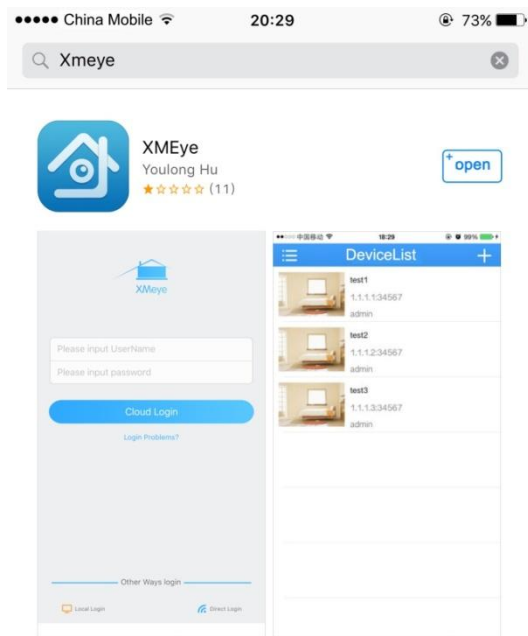 China Mobile 20:29 73%
Xmeye
XMEye
Youlong Hu
(11)
+open
XMeye
Please input UserName
Please input password
Cloud Login
Login Problems?
Other Ways login
Local Login Direct Login
中国移动 18:29 99%
DeviceList
test1
1.1.1.1:34567
admin
test2
1.1.1.2:34567
admin
test3
1.1.1.3:34567
admin